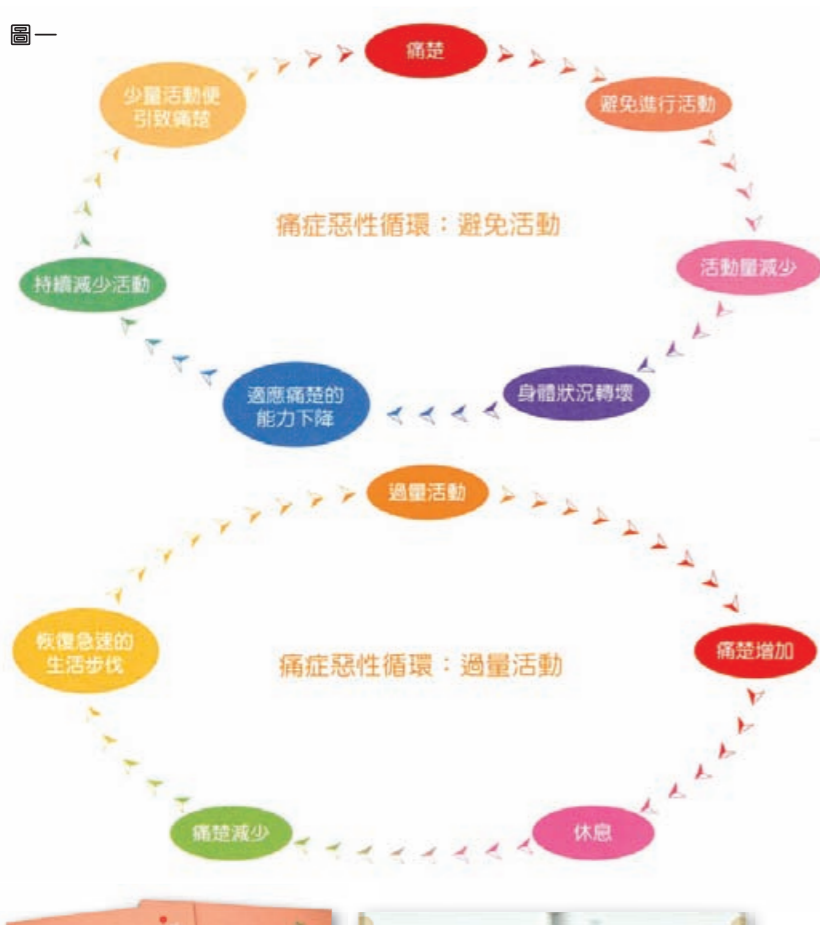 圖一
痛楚
避免進行活動
活動量減少
身體狀況轉壞
適應痛楚的
能力下降
持續減少活動
少量活動便
引致痛楚
痛症惡性循環：避免活動
過量活動
痛楚增加
休息
痛楚減少
恢復急速的
生活步伐
痛症惡性循環：過量活動